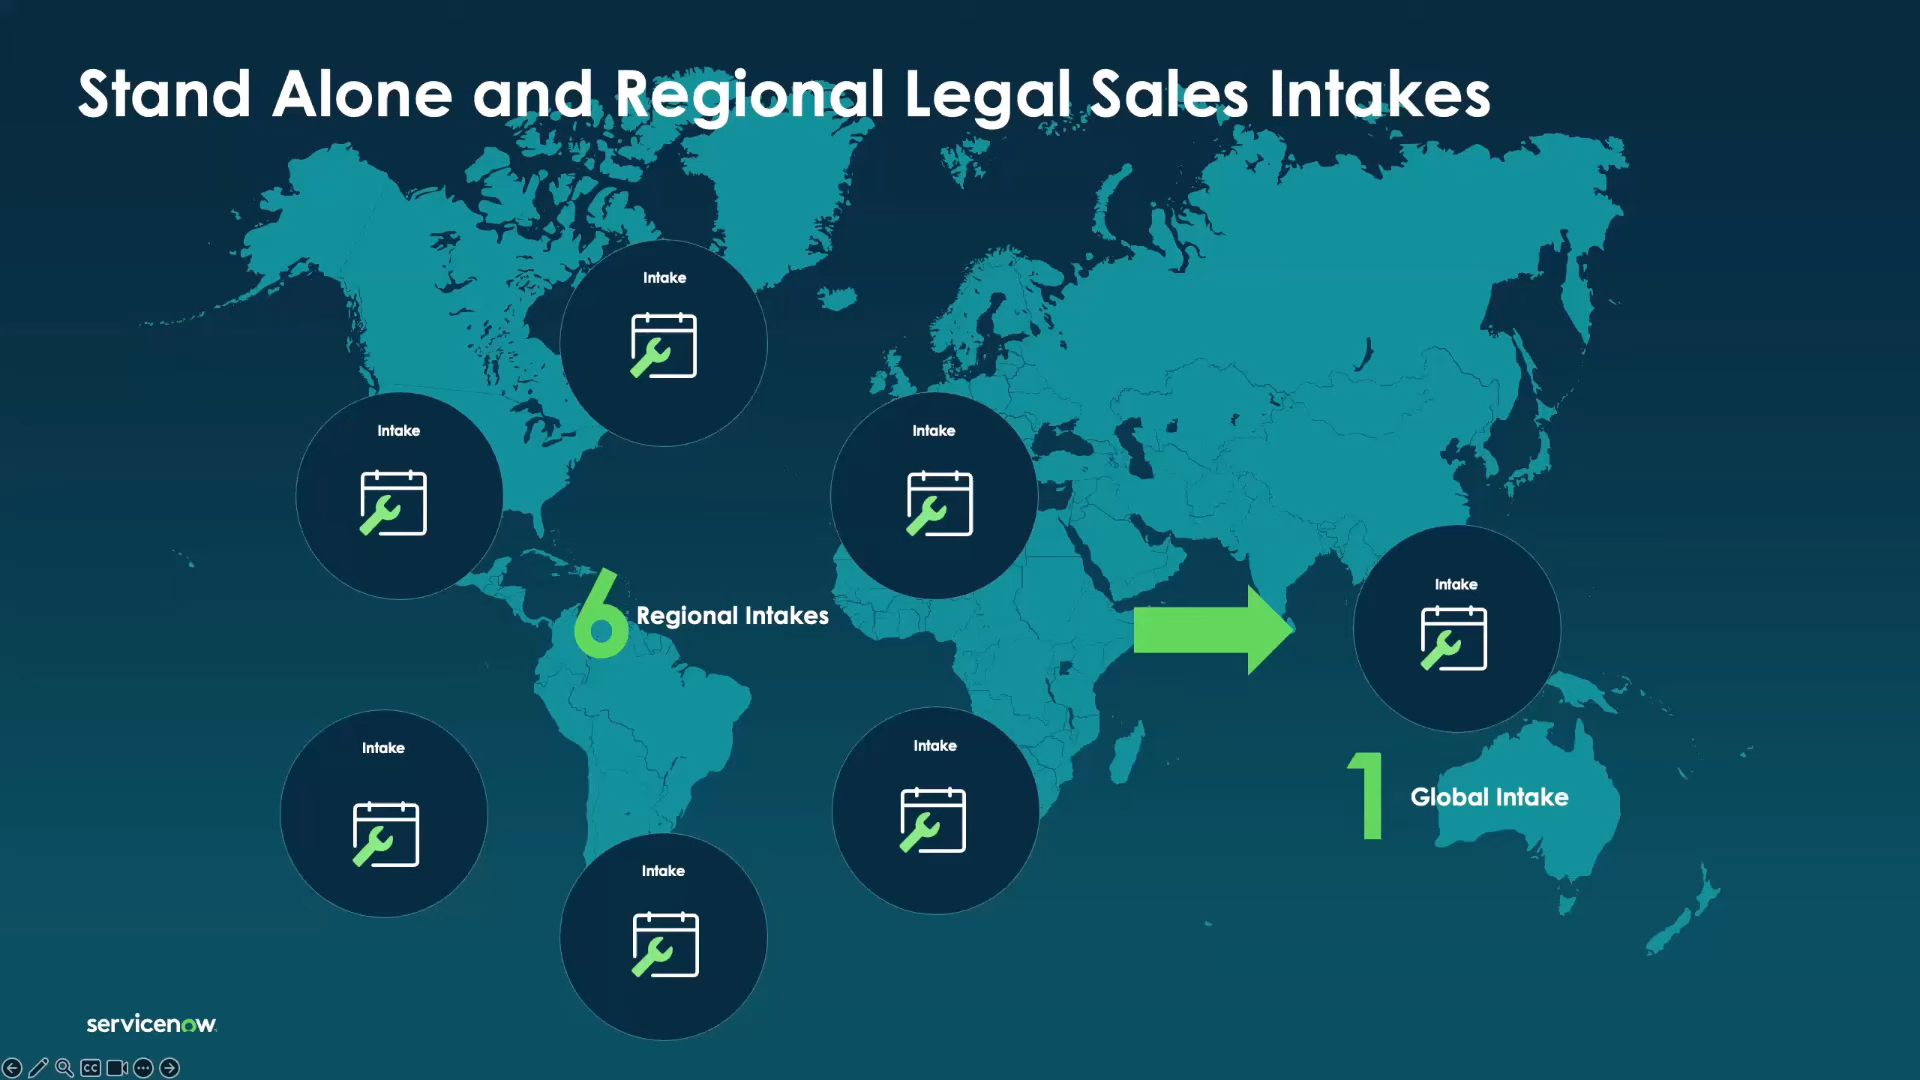 Stand Alone and Regional Legal Sales Intakes
Intake
Intake
Intake
6 Regional Intakes
Intake
Intake
Intake
Intake
1 Global Intake
servicenow
CC